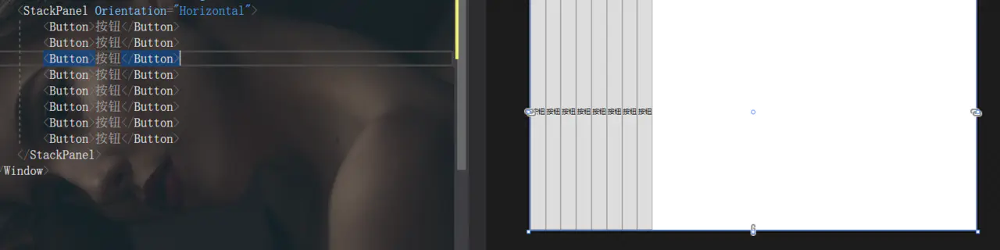 <StackPanel Orientation="Horizontal">
<Button>按钮</Button>
<Button>按钮</Button>
<Button>按钮</Button>
<Button>按钮</Button>
<Button>按钮</Button>
<Button>按钮</Button>
<Button>按钮</Button>
<Button>按钮</Button>
</StackPanel>
/Window>
按钮 按钮 按钮 按钮 按钮 按钮 按钮 按钮